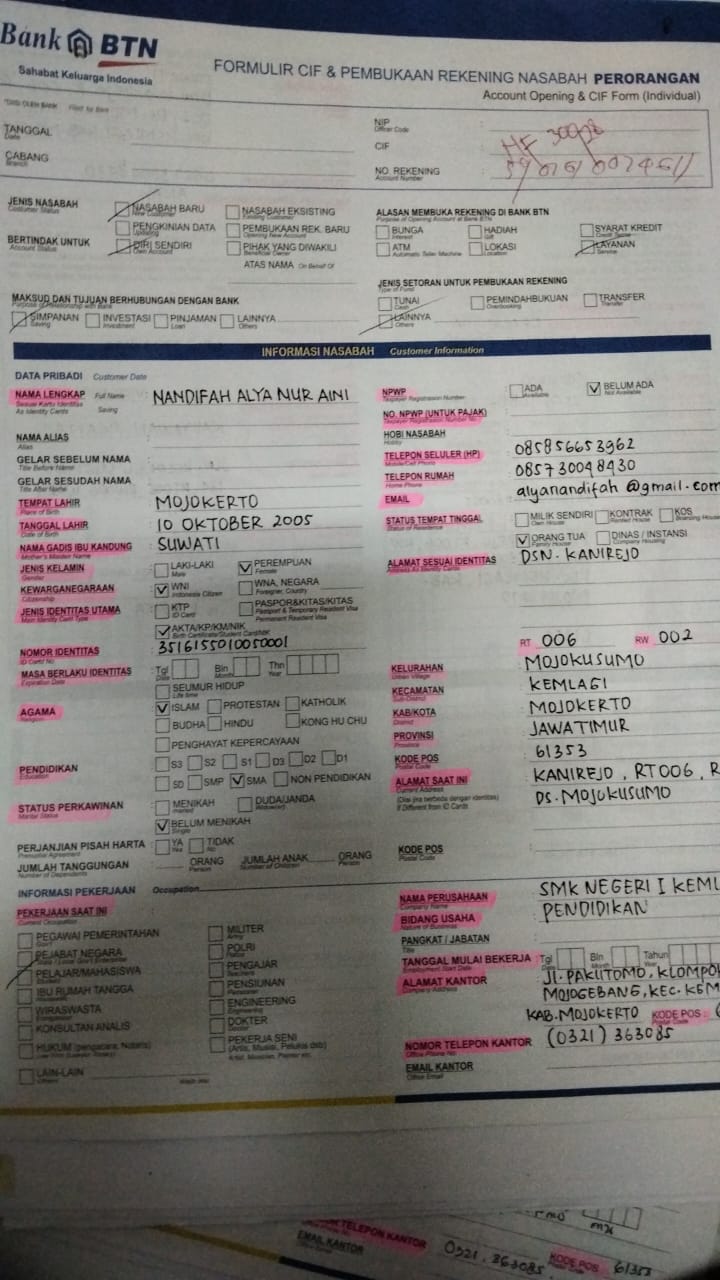 Bank BTN
Sahabat Keluarga Indonesia
FORMULIR CIF & PEMBUKAAN REKENING NASABAH PERORANGAN
Account Opening & CIF Form (Individual)
TANGGAL
Date
CABANG
Branch
NIP
Officer Code
CIF
NO. REKENING
Account Number
JENIS NASABAH
Customer Status
NASABAH BARU
New Customer
NASABAH EKSISTING
Existing Customer
PENGKINIAN DATA
Updating
PEMBUKAAN REK. BARU
Opening New Account
BERTINDAK UNTUK
Account Status
DIRI SENDIRI
Own Account
PIHAK YANG DIWAKILI
Beneficial Owner
ATAS NAMA On Behalf Of
MAKSUD DAN TUJUAN BERHUBUNGAN DENGAN BANK
Purpose of Relationship with Bank
SIMPANAN
Saving
INVESTASI
Investment
PINJAMAN
Loan
LAINNYA
Others
ALASAN MEMBUKA REKENING DI BANK BTN
Purpose of Opening Account at Bank BTN
BUNGA
Interest
HADIAH
Gift
SYARAT KREDIT
Credit Terms
ATM
Automatic Teller Machine
LOKASI
Location
LAYANAN
Service
JENIS SETORAN UNTUK PEMBUKAAN REKENING
Type of Fund
TUNAI
Cash
PEMINDAHBUKUAN
Overbooking
TRANSFER
Transfer
LAINNYA
Others
INFORMASI NASABAH Customer Information
DATA PRIBADI Customer Date
NAMA LENGKAP Full Name
Sesuai Kartu Identitas
As Identity Cards Saving
NANDIFAH ALYA NUR AINI
NAMA ALIAS
Alias
GELAR SEBELUM NAMA
Title Before Name
GELAR SESUDAH NAMA
Title After Name
TEMPAT LAHIR
Place of Birth
MOJOKERTO
TANGGAL LAHIR
Date of Birth
10 OKTOBER 2005
NAMA GADIS IBU KANDUNG
Mother's Maiden Name
SUWATI
JENIS KELAMIN
Gender
LAKI-LAKI
Male
PEREMPUAN
Female
KEWARGANEGARAAN
Citizenship
WNI
Indonesia Citizen
WNA, NEGARA
Foreigner, Country
JENIS IDENTITAS UTAMA
Main Identity Card Type
KTP
ID Card
PASPOR&KITAS/KITAS
Passport & Temporary Resident Visa
Permanent Resident Visa
AKTA/KP/KM/NIK
NOMOR IDENTITAS
ID Card No
3516155010050001
MASA BERLAKU IDENTITAS
Expiration Date
Tgl
Date
Bln
Month
Thn
Year
SEUMUR HIDUP
Life time
AGAMA
Religion
ISLAM
PROTESTAN
KATHOLIK
BUDHA
HINDU
KONG HU CHU
PENGHAYAT KEPERCAYAAN
PENDIDIKAN
Education
S3
S2
S1
D3
D2
D1
SD
SMP
SMA
NON PENDIDIKAN
STATUS PERKAWINAN
Marital Status
MENIKAH
Married
DUDA/JANDA
BELUM MENIKAH
Single
PERJANJIAN PISAH HARTA
YA
Yes
TIDAK
No
JUMLAH TANGGUNGAN
Number of Dependents
ORANG
Person
JUMLAH ANAK
Number of Children
ORANG
Person
NPWP
Taxpayer Registration Number
ADA
Available
BELUM ADA
Not Available
NO. NPWP (UNTUK PAJAK)
HOBI NASABAH
Hobby
TELEPON SELULER (HP)
Mobile/Cell Phone
085856653962
TELEPON RUMAH
Home Phone
085730048430
EMAIL
alyanandifah@gmail.com
STATUS TEMPAT TINGGAL
Status of Residence
MILIK SENDIRI
Own House
KONTRAK
Rented House
KOS
Boarding House
ORANG TUA
Family House
DINAS / INSTANSI
Company Housing
ALAMAT SESUAI IDENTITAS
Address As Identity Cards
DSN. KANIREJO
RT 006 RW 002
KELURAHAN
Urban Village
MOJOKUSUMO
KECAMATAN
Sub-District
KEMLAGI
KAB/KOTA
District
MOJOKERTO
PROVINSI
Province
JAWATIMUR
KODE POS
Postal Code
61353
ALAMAT SAAT INI
Current Address
(Diisi jika berbeda dengan identitas)
If Different from ID Cards
KANIREJO, RT006, R
DS. MOJOKUSUMO
KODE POS
Postal Code
INFORMASI PEKERJAAN Occupation
PEKERJAAN SAAT INI
Current Occupation
PEGAWAI PEMERINTAHAN
PEJABAT NEGARA
PELAJAR/MAHASISWA
Student
IBU RUMAH TANGGA
WIRASWASTA
KONSULTAN ANALIS
HUKUM (pengacara, Notaris)
LAIN-LAIN
Others
MILITER
Army
POLRI
Police
PENGAJAR
Teachers
PENSIUNAN
ENGINEERING
DOKTER
PEKERJA SENI
(Artis, Musisi, Pelukis dsb)
NAMA PERUSAHAAN
Company Name
SMK NEGERI 1 KEML
BIDANG USAHA
Nature of Business
PENDIDIKAN
PANGKAT / JABATAN
Title
TANGGAL MULAI BEKERJA
Employment Start Date
Tgl
Bln
Month
Tahun
Year
ALAMAT KANTOR
Company Address
MOJOGEBANG, KEC. KEM
KAB. MOJOKERTO
KODE POS :
Postal Code
NOMOR TELEPON KANTOR
Office Phone No.
(0321) 363085
EMAIL KANTOR
Office Email
NOMOR TELEPON KANTOR
EMAIL KANTOR
0321. 363085
KODE POS
61353